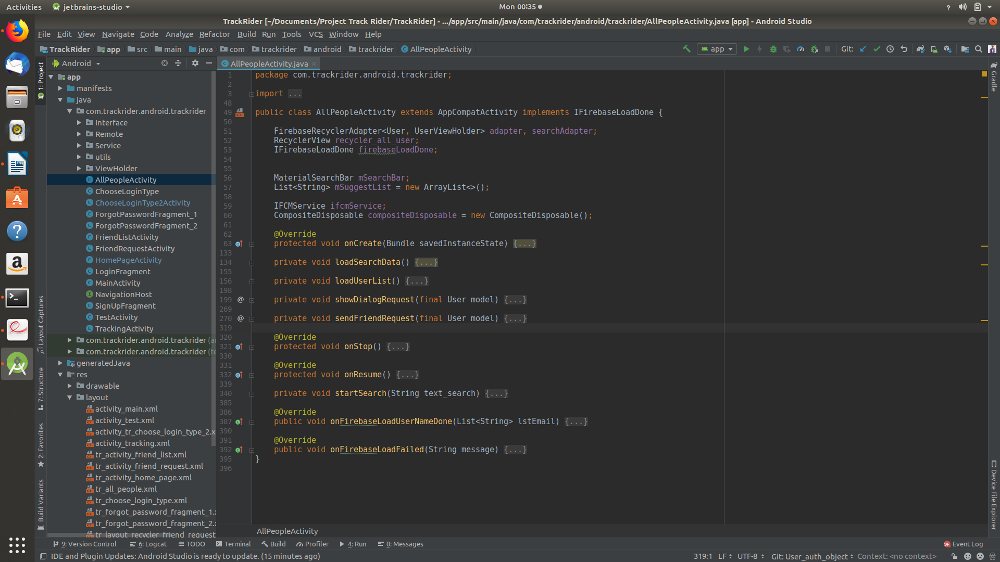 Activities
jetbrains-studio
Mon 00:35
TrackRider [~/Documents/Project Track Rider/TrackRider] - .../app/src/main/java/com/trackrider/android/trackrider/AllPeopleActivity.java [app] - Android Studio
File Edit View Navigate Code Analyze Refactor Build Run Tools VCS Window Help
TrackRider app src main java com trackrider android trackrider AllPeopleActivity
app
Git:
Android
AllPeopleActivity.java
1: Project
Layout Captures
7: Structure
2: Favorites
Build Variants
app
manifests
java
com.trackrider.android.trackrider
Interface
Remote
Service
utils
ViewHolder
AllPeopleActivity
ChooseLoginType
ChooseLoginType2Activity
ForgotPasswordFragment_1
ForgotPasswordFragment_2
FriendListActivity
FriendRequestActivity
HomePageActivity
LoginFragment
MainActivity
NavigationHost
SignUpFragment
TestActivity
TrackingActivity
com.trackrider.android.trackrider (a
com.trackrider.android.trackrider (te
generatedJava
res
drawable
layout
activity_main.xml
activity_test.xml
activity_tr_choose_login_type_2.x
activity_tracking.xml
tr_activity_friend_list.xml
tr_activity_friend_request.xml
tr_activity_home_page.xml
tr_all_people.xml
tr_choose_login_type.xml
tr_forgot_password_fragment_1.
tr_forgot_password_fragment_2.
tr_layout_recycler_friend_request
1 package com.trackrider.android.trackrider;
2
3 import ...
48
49 public class AllPeopleActivity extends AppCompatActivity implements IFirebaseLoadDone {
50
51 FirebaseRecyclerAdapter<User, UserViewHolder> adapter, searchAdapter;
52 RecyclerView recycler_all_user;
53 IFirebaseLoadDone firebaseLoadDone;
54
55
56 MaterialSearchBar mSearchBar;
57 List<String> mSuggestList = new ArrayList<>();
58
59 IFCMService ifcmService;
60 CompositeDisposable compositeDisposable = new CompositeDisposable();
61
62 @Override
63 protected void onCreate(Bundle savedInstanceState) {...}
133
134 private void loadSearchData() {...}
155
156 private void loadUserList() {...}
198
199 @ private void showDialogRequest(final User model) {...}
269
270 @ private void sendFriendRequest(final User model) {...}
319
320 @Override
321 protected void onStop() {...}
330
331 @Override
332 protected void onResume() {...}
339
340 private void startSearch(String text_search) {...}
385
386 @Override
387 public void onFirebaseLoadUserNameDone(List<String> lstEmail) {...}
390
391 @Override
392 public void onFirebaseLoadFailed(String message) {...}
395 }
396
AllPeopleActivity
Gradle
Device File Explorer
9: Version Control 6: Logcat TODO Terminal Build Profiler 4: Run 0: Messages
9+ Event Log
IDE and Plugin Updates: Android Studio is ready to update. (15 minutes ago)
319:1 LF UTF-8 Git: User_auth_object Context: <no context>